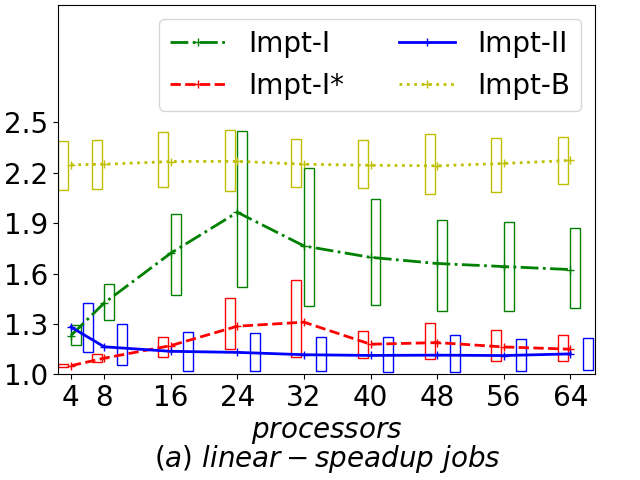 Impt-I
Impt-II
Impt-I*
Impt-B
2.5
2.2
1.9
1.6
1.3
1.0
4 8 16 24 32 40 48 56 64
processors
(a) linear − speadup jobs